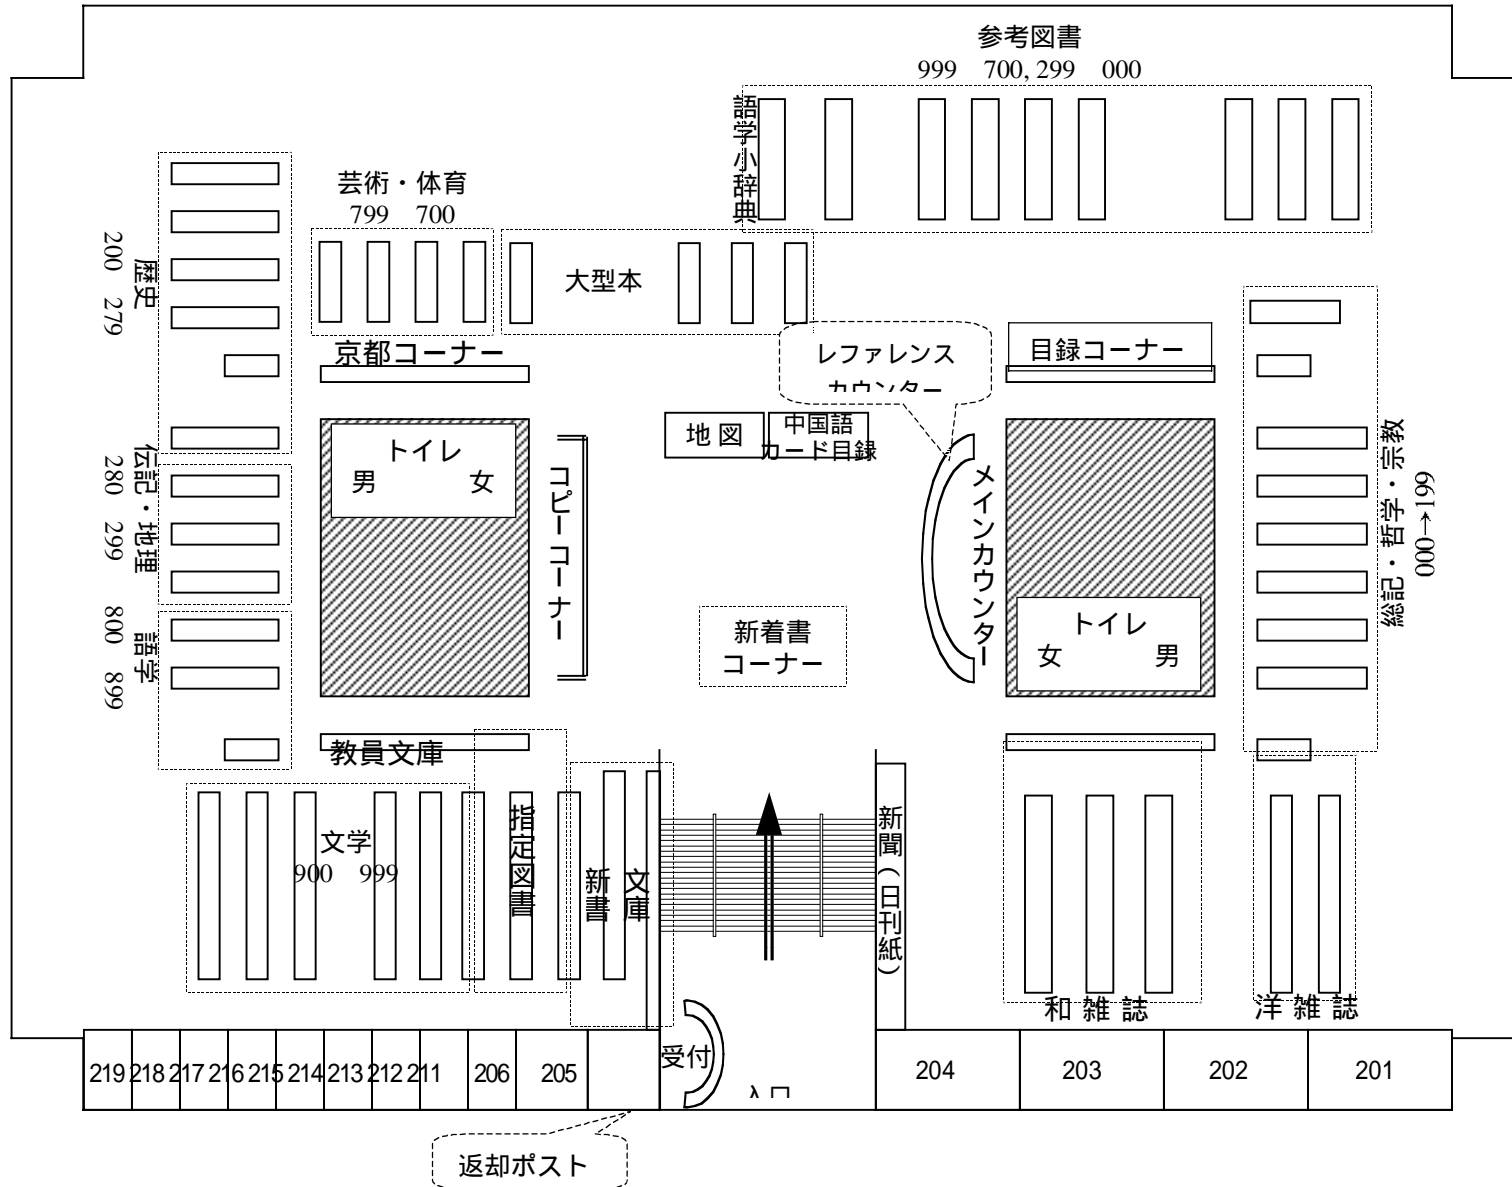 参考図書
999 700, 299 000
語学小辞典
芸術・体育
799 700
大型本
歴史
200 279
京都コーナー
レファレンス
カウンター
目録コーナー
地図
中国語
カード目録
トイレ
男 女
コピーコーナー
メインカウンター
伝記・地理
280 299
総記・哲学・宗教
000→199
新着書
コーナー
トイレ
女 男
語学
800 899
教員文庫
文学
900 999
指定図書
新書
文庫
新聞(日刊紙)
和雑誌
洋雑誌
219 218 217 216 215 214 213 212 211 206 205
受付
入口
204 203 202 201
返却ポスト